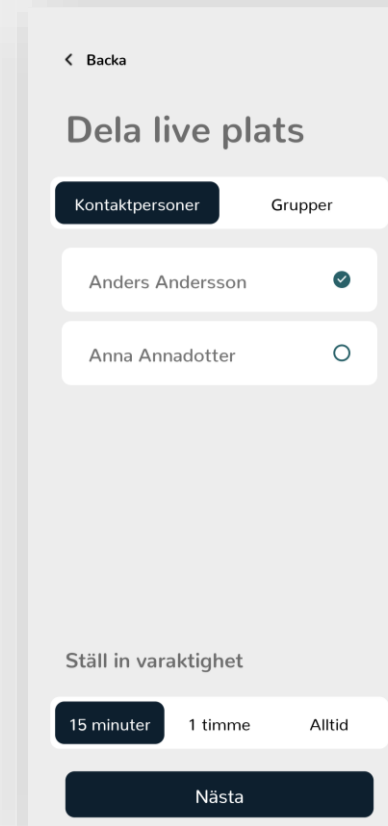 Backa
Dela live plats
Kontaktpersoner Grupper
Anders Andersson
Anna Annadotter
Ställ in varaktighet
15 minuter 1 timme Alltid
Nästa